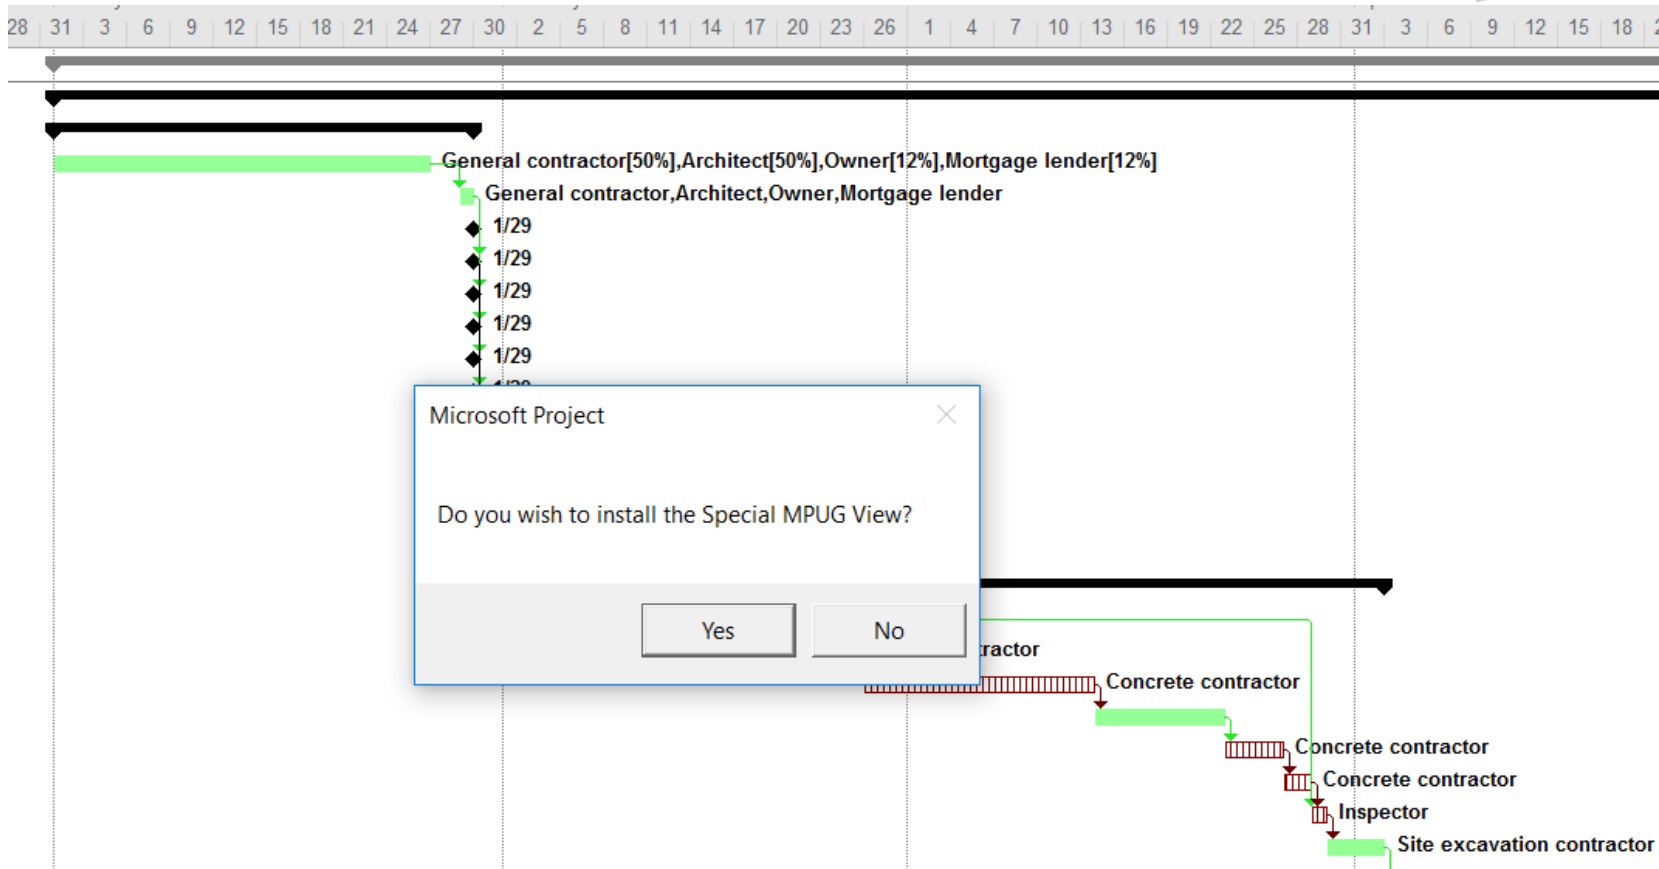 28 31 3 6 9 12 15 18 21 24 27 30 2 5 8 11 14 17 20 23 26 1 4 7 10 13 16 19 22 25 28 31 3 6 9 12 15 18
General contractor[50%],Architect[50%],Owner[12%],Mortgage lender[12%]
General contractor,Architect,Owner,Mortgage lender
1/29
1/29
1/29
1/29
1/29
Microsoft Project
Do you wish to install the Special MPUG View?
Yes No
tractor
Concrete contractor
Concrete contractor
Concrete contractor
Inspector
Site excavation contractor